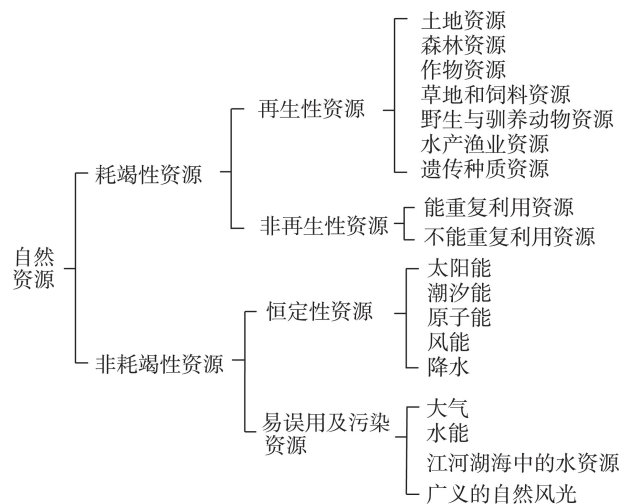 自然
资源
耗竭性资源
再生性资源
土地资源
森林资源
作物资源
草地和饲料资源
野生与驯养动物资源
水产渔业资源
遗传种质资源
非再生性资源
能重复利用资源
不能重复利用资源
非耗竭性资源
恒定性资源
太阳能
潮汐能
原子能
风能
降水
易误用及污染
资源
大气
水能
江河湖海中的水资源
广义的自然风光